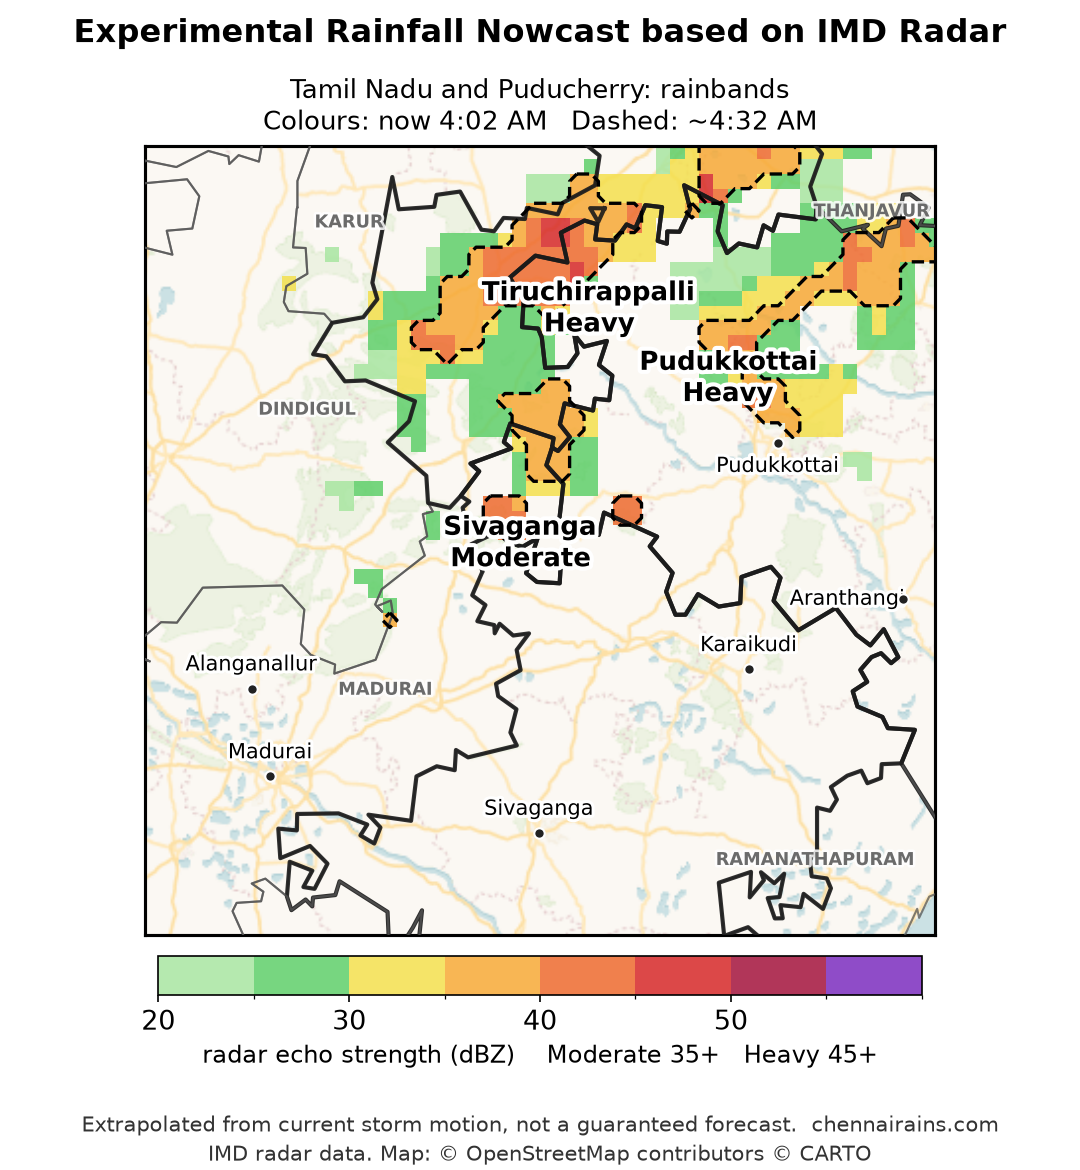 Experimental Rainfall Nowcast based on IMD Radar
Tamil Nadu and Puducherry: rainbands
Colours: now 4:02 AM   Dashed: ~4:32 AM
KARUR
THANJAVUR
Tiruchirappalli
Heavy
Pudukkottai
Heavy
DINDIGUL
Pudukkottai
Sivaganga
Moderate
Aranthangi
Karaikudi
Alanganallur
MADURAI
Madurai
Sivaganga
RAMANATHAPURAM
20 30 40 50
radar echo strength (dBZ)    Moderate 35+   Heavy 45+
Extrapolated from current storm motion, not a guaranteed forecast.  chennairains.com
IMD radar data. Map: © OpenStreetMap contributors © CARTO